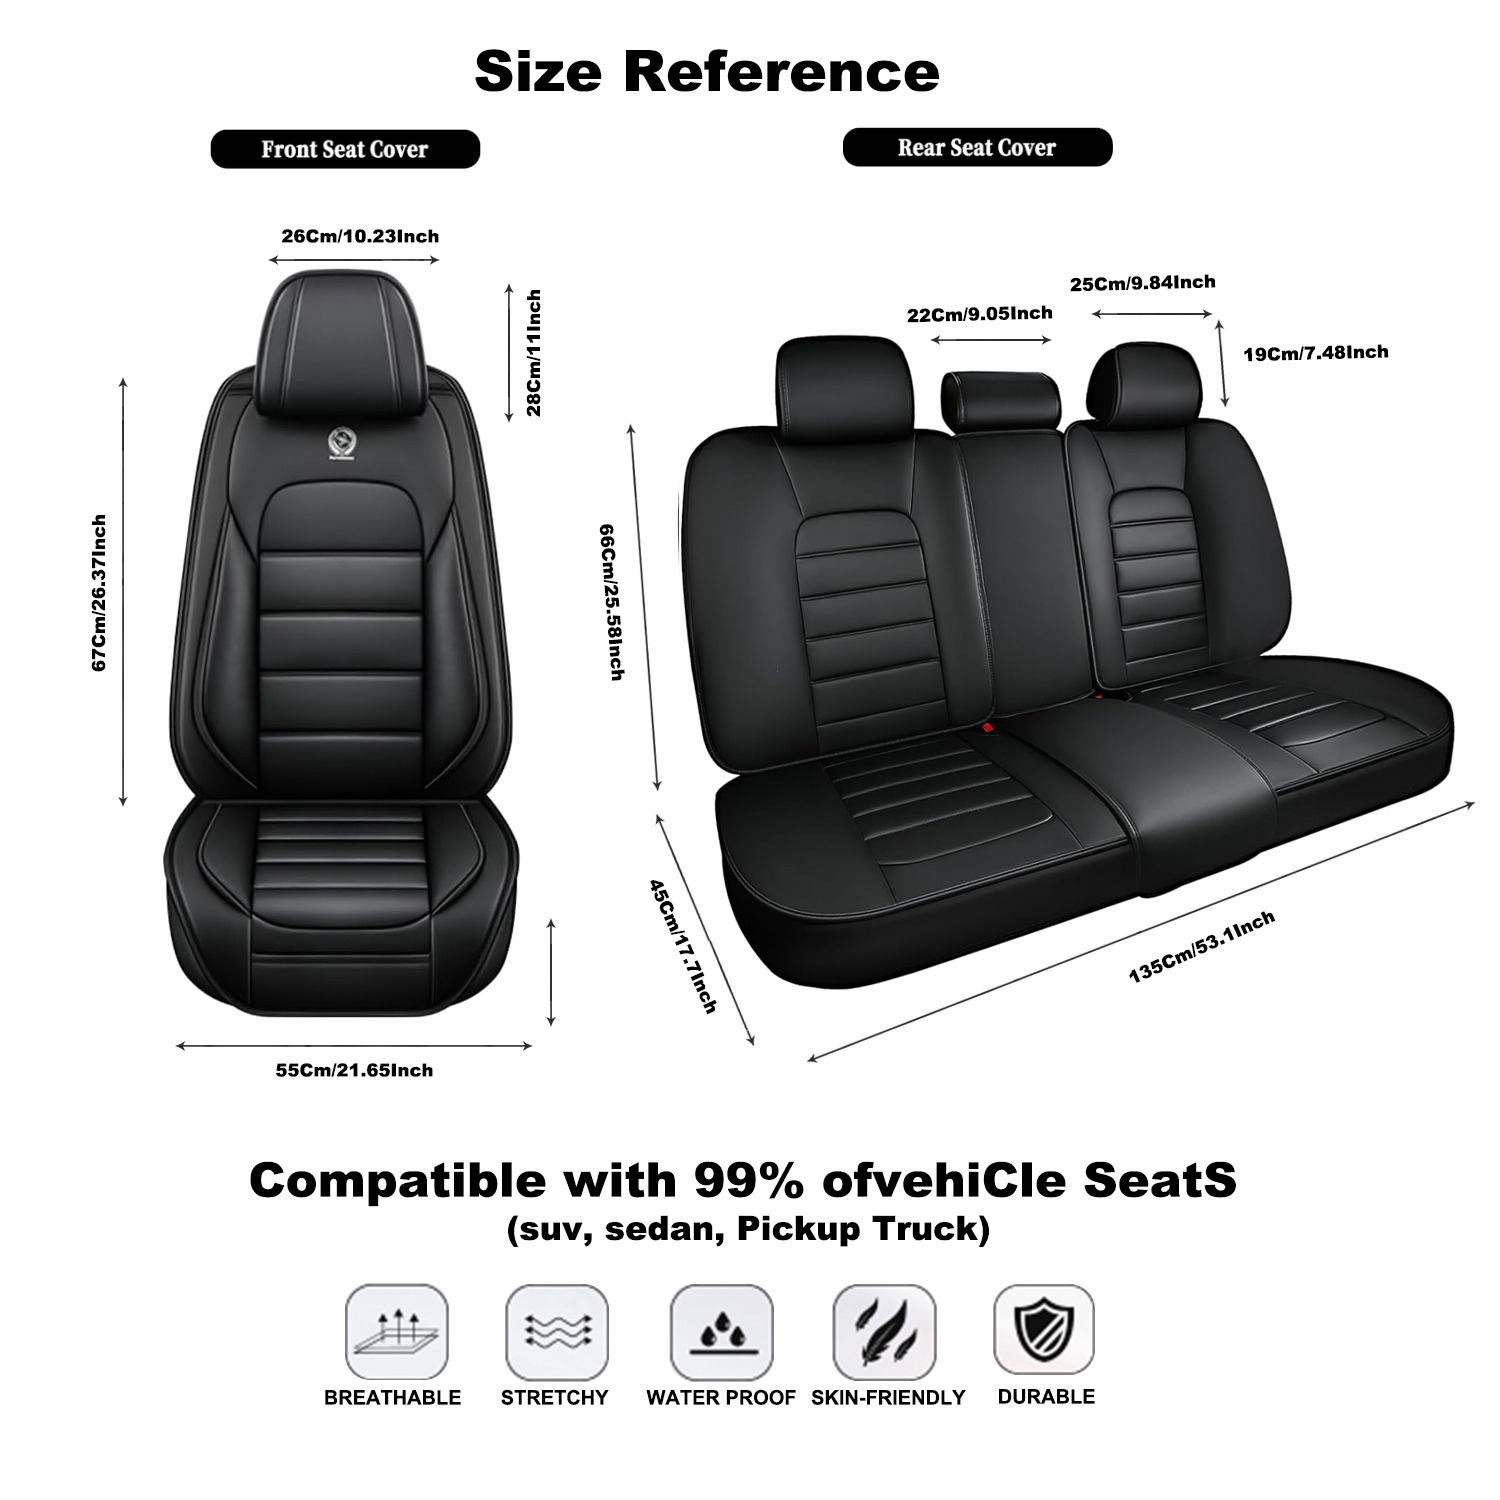 Size Reference
Front Seat Cover
Rear Seat Cover
26Cm/10.23Inch
28Cm/11Inch
67Cm/26.37Inch
55Cm/21.65Inch
25Cm/9.84Inch
22Cm/9.05Inch
19Cm/7.48Inch
66Cm/25.58Inch
45Cm/17.7Inch
135Cm/53.1Inch
Compatible with 99% ofvehiCle SeatS
(suv, sedan, Pickup Truck)
BREATHABLE
STRETCHY
WATER PROOF
SKIN-FRIENDLY
DURABLE